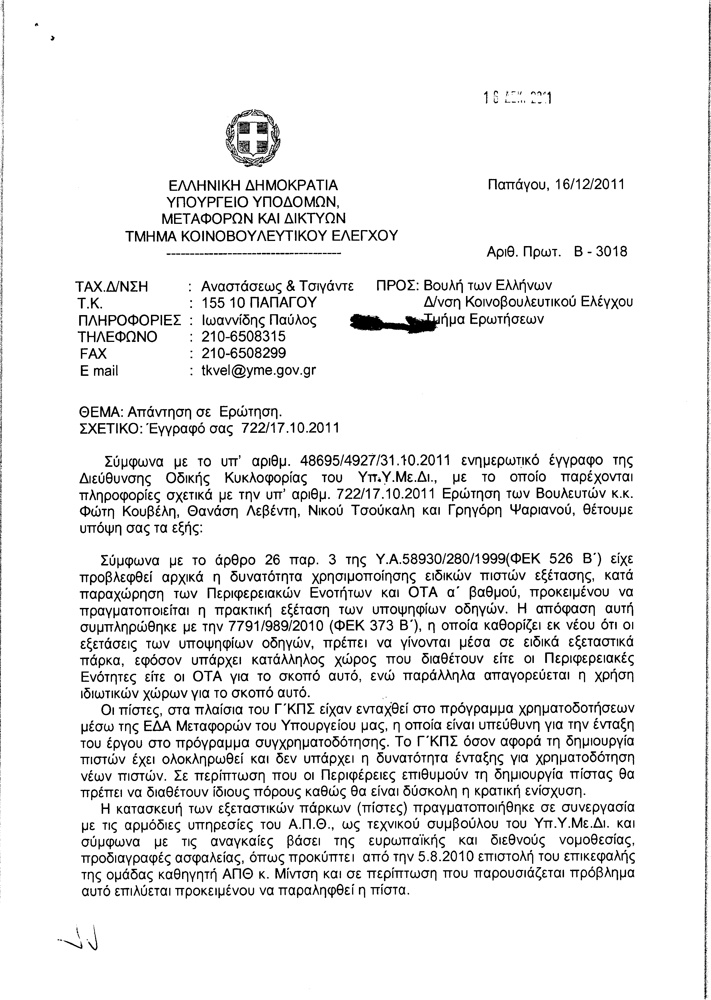 16 ΔΕΚ. 2011
ΕΛΛΗΝΙΚΗ ΔΗΜΟΚΡΑΤΙΑ
ΥΠΟΥΡΓΕΙΟ ΥΠΟΔΟΜΩΝ,
ΜΕΤΑΦΟΡΩΝ ΚΑΙ ΔΙΚΤΥΩΝ
ΤΜΗΜΑ ΚΟΙΝΟΒΟΥΛΕΥΤΙΚΟΥ ΕΛΕΓΧΟΥ
--------------------------------------
Παπάγου, 16/12/2011
Αριθ. Πρωτ. Β - 3018
ΤΑΧ.Δ/ΝΣΗ : Αναστάσεως & Τσιγάντε
Τ.Κ. : 155 10 ΠΑΠΑΓΟΥ
ΠΛΗΡΟΦΟΡΙΕΣ : Ιωαννίδης Παύλος
ΤΗΛΕΦΩΝΟ : 210-6508315
FAX : 210-6508299
E mail : tkvel@yme.gov.gr
ΠΡΟΣ: Βουλή των Ελλήνων
Δ/νση Κοινοβουλευτικού Ελέγχου
Τμήμα Ερωτήσεων
ΘΕΜΑ: Απάντηση σε Ερώτηση.
ΣΧΕΤΙΚΟ: Έγγραφό σας 722/17.10.2011
Σύμφωνα με το υπ’ αριθμ. 48695/4927/31.10.2011 ενημερωτικό έγγραφο της
Διεύθυνσης Οδικής Κυκλοφορίας του Υπ.Υ.Με.Δι., με το οποίο παρέχονται
πληροφορίες σχετικά με την υπ’ αριθμ. 722/17.10.2011 Ερώτηση των Βουλευτών κ.κ.
Φώτη Κουβέλη, Θανάση Λεβέντη, Νικού Τσούκαλη και Γρηγόρη Ψαριανού, θέτουμε
υπόψη σας τα εξής:
Σύμφωνα με το άρθρο 26 παρ. 3 της Υ.Α.58930/280/1999(ΦΕΚ 526 Β΄) είχε
προβλεφθεί αρχικά η δυνατότητα χρησιμοποίησης ειδικών πιστών εξέτασης, κατά
παραχώρηση των Περιφερειακών Ενοτήτων και ΟΤΑ α΄ βαθμού, προκειμένου να
πραγματοποιείται η πρακτική εξέταση των υποψηφίων οδηγών. Η απόφαση αυτή
συμπληρώθηκε με την 7791/989/2010 (ΦΕΚ 373 Β΄), η οποία καθορίζει εκ νέου ότι οι
εξετάσεις των υποψηφίων οδηγών, πρέπει να γίνονται μέσα σε ειδικά εξεταστικά
πάρκα, εφόσον υπάρχει κατάλληλος χώρος που διαθέτουν είτε οι Περιφερειακές
Ενότητες είτε οι ΟΤΑ για το σκοπό αυτό, ενώ παράλληλα απαγορεύεται η χρήση
ιδιωτικών χώρων για το σκοπό αυτό.
Οι πίστες, στα πλαίσια του Γ΄ΚΠΣ είχαν ενταχθεί στο πρόγραμμα χρηματοδοτήσεων
μέσω της ΕΔΑ Μεταφορών του Υπουργείου μας, η οποία είναι υπεύθυνη για την ένταξη
του έργου στο πρόγραμμα συγχρηματοδότησης. Το Γ΄ΚΠΣ όσον αφορά τη δημιουργία
πιστών έχει ολοκληρωθεί και δεν υπάρχει η δυνατότητα ένταξης για χρηματοδότηση
νέων πιστών. Σε περίπτωση που οι Περιφέρειες επιθυμούν τη δημιουργία πίστας θα
πρέπει να διαθέτουν ίδιους πόρους καθώς θα είναι δύσκολη η κρατική ενίσχυση.
Η κατασκευή των εξεταστικών πάρκων (πίστες) πραγματοποιήθηκε σε συνεργασία
με τις αρμόδιες υπηρεσίες του Α.Π.Θ., ως τεχνικού συμβούλου του Υπ.Υ.Με.Δι. και
σύμφωνα με τις αναγκαίες βάσει της ευρωπαϊκής και διεθνούς νομοθεσίας,
προδιαγραφές ασφαλείας, όπως προκύπτει από την 5.8.2010 επιστολή του επικεφαλής
της ομάδας καθηγητή ΑΠΘ κ. Μίντση και σε περίπτωση που παρουσιάζεται πρόβλημα
αυτό επιλύεται προκειμένου να παραληφθεί η πίστα.